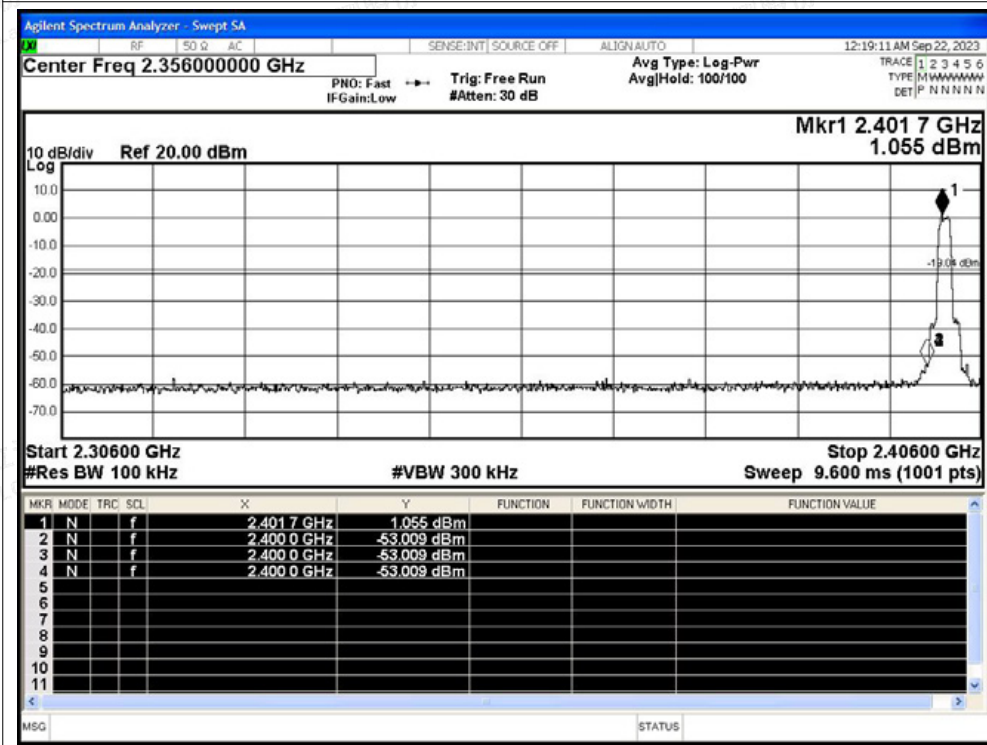 Agilent Spectrum Analyzer - Swept SA
LXI RF 50 Ω AC SENSE:INT SOURCE OFF ALIGN AUTO 12:19:11 AM Sep 22, 2023
Center Freq 2.356000000 GHz
PNO: Fast
IFGain:Low
Trig: Free Run
#Atten: 30 dB
Avg Type: Log-Pwr
Avg|Hold: 100/100
TRACE 1 2 3 4 5 6
TYPE M WWWWW
DET P N N N N N
Mkr1 2.401 7 GHz
1.055 dBm
10 dB/div Ref 20.00 dBm
Log
10.0
0.00
-10.0
-20.0
-30.0
-40.0
-50.0
-60.0
-70.0
1
-19.04 dBm
Start 2.30600 GHz Stop 2.40600 GHz
#Res BW 100 kHz #VBW 300 kHz Sweep 9.600 ms (1001 pts)
MKR MODE TRC SCL X Y FUNCTION FUNCTION WIDTH FUNCTION VALUE
1 N f 2.401 7 GHz 1.055 dBm
2 N f 2.400 0 GHz -53.009 dBm
3 N f 2.400 0 GHz -53.009 dBm
4 N f 2.400 0 GHz -53.009 dBm
5
6
7
8
9
10
11
MSG STATUS